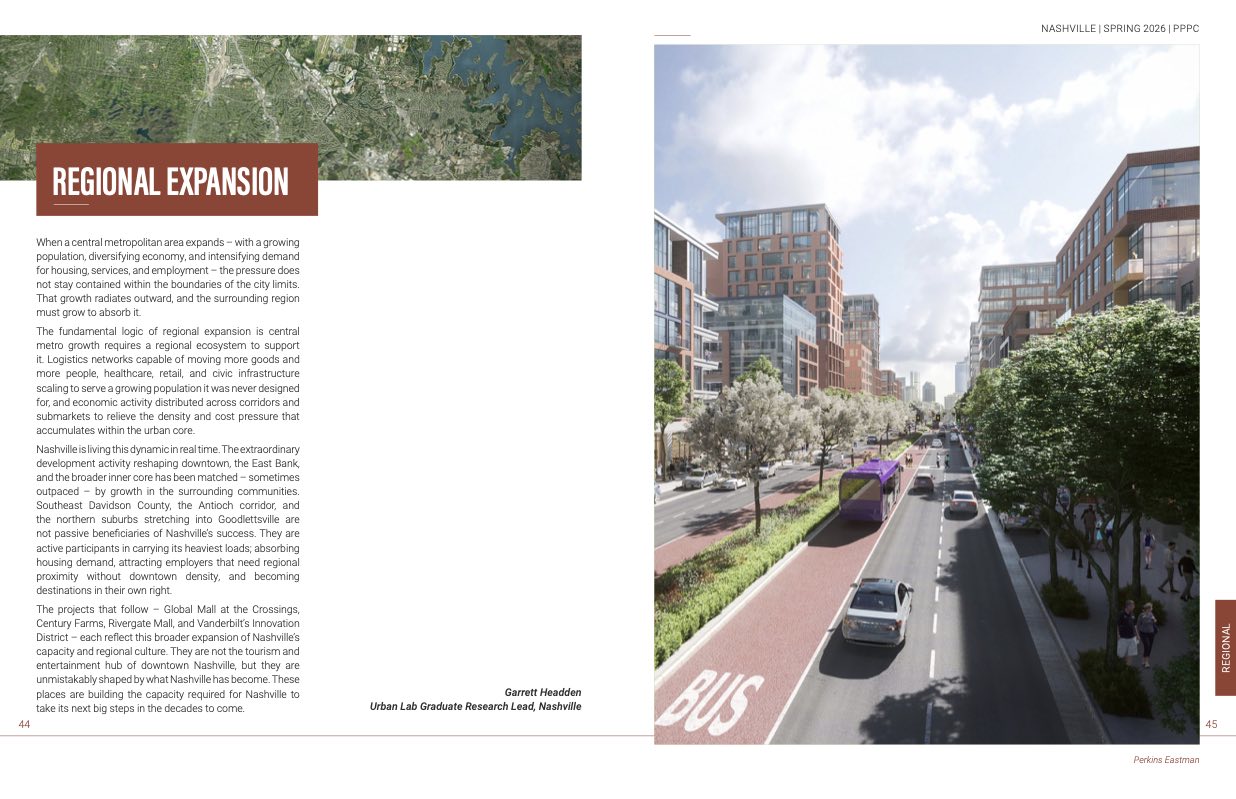 NASHVILLE | SPRING 2026 | PPPC
REGIONAL EXPANSION
When a central metropolitan area expands – with a growing
population, diversifying economy, and intensifying demand
for housing, services, and employment – the pressure does
not stay contained within the boundaries of the city limits.
That growth radiates outward, and the surrounding region
must grow to absorb it.
The fundamental logic of regional expansion is central
metro growth requires a regional ecosystem to support
it. Logistics networks capable of moving more goods and
more people, healthcare, retail, and civic infrastructure
scaling to serve a growing population it was never designed
for, and economic activity distributed across corridors and
submarkets to relieve the density and cost pressure that
accumulates within the urban core.
Nashville is living this dynamic in real time. The extraordinary
development activity reshaping downtown, the East Bank,
and the broader inner core has been matched – sometimes
outpaced – by growth in the surrounding communities.
Southeast Davidson County, the Antioch corridor, and
the northern suburbs stretching into Goodlettsville are
not passive beneficiaries of Nashville's success. They are
active participants in carrying its heaviest loads; absorbing
housing demand, attracting employers that need regional
proximity without downtown density, and becoming
destinations in their own right.
The projects that follow – Global Mall at the Crossings,
Century Farms, Rivergate Mall, and Vanderbilt's Innovation
District – each reflect this broader expansion of Nashville's
capacity and regional culture. They are not the tourism and
entertainment hub of downtown Nashville, but they are
unmistakably shaped by what Nashville has become. These
places are building the capacity required for Nashville to
take its next big steps in the decades to come.
Garrett Headden
Urban Lab Graduate Research Lead, Nashville
44
BUS
REGIONAL
45
Perkins Eastman